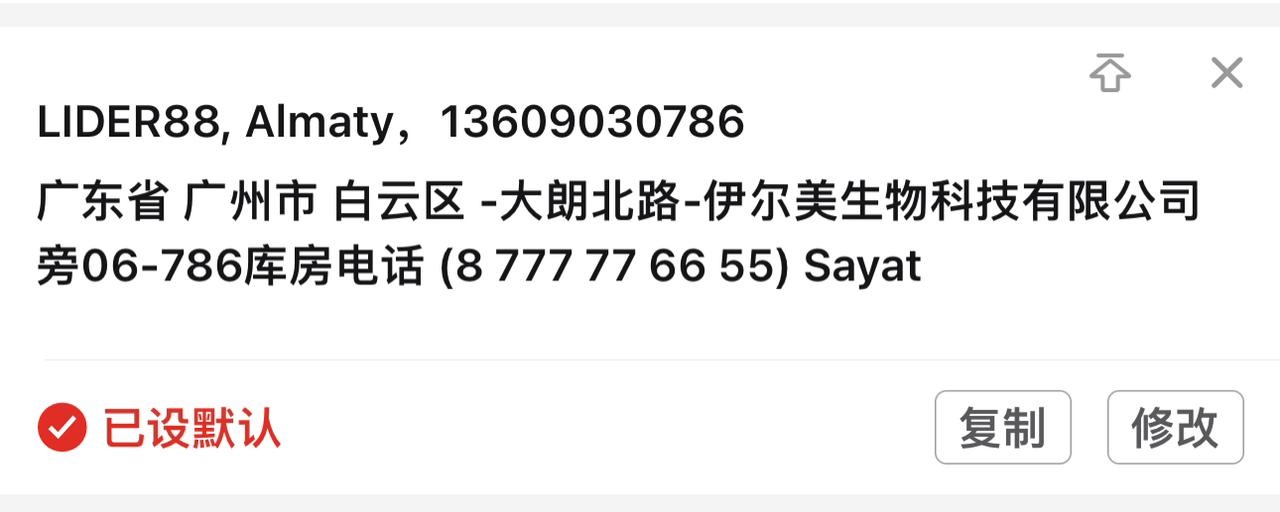 LIDER88, Almaty，13609030786
广东省 广州市 白云区 -大朗北路-伊尔美生物科技有限公司
旁06-786库房电话 (8 777 77 66 55) Sayat
已设默认 复制 修改